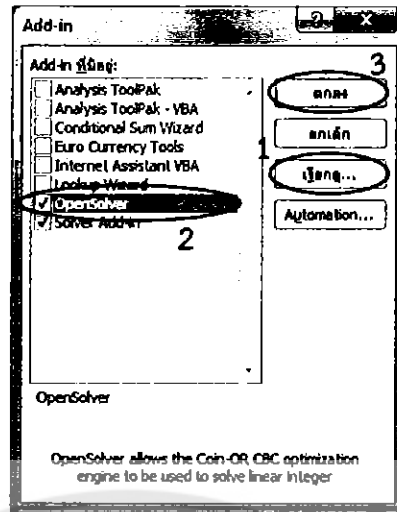 Add-in
Add-in ที่มีอยู่:
Analysis ToolPak
Analysis ToolPak - VBA
Conditional Sum Wizard
Euro Currency Tools
Internet Assistant VBA
Lookup Wizard
OpenSolver
Solver Add-in
2
3
ตกลง
ยกเลิก
1
เรียกดู...
Automation...
OpenSolver
OpenSolver allows the Coin-OR CBC optimization
engine to be used to solve linear integer